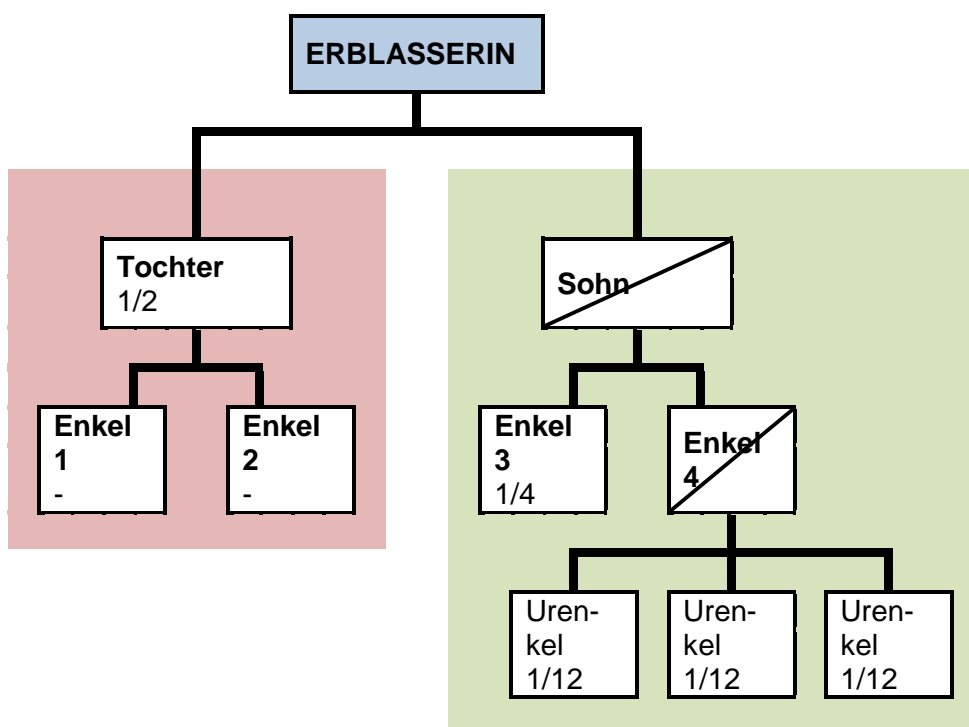 ERBLASSERIN
Tochter
1/2
Sohn
Enkel
1
-
Enkel
2
-
Enkel
3
1/4
Enkel
4
Uren-
kel
1/12
Uren-
kel
1/12
Uren-
kel
1/12